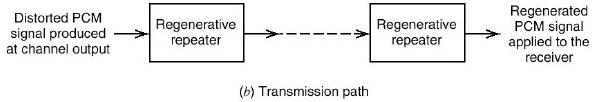 Distorted PCM
signal produced
at channel output
Regenerative
repeater
Regenerative
repeater
Regenerated
PCM signal
applied to the
receiver
(b) Transmission path